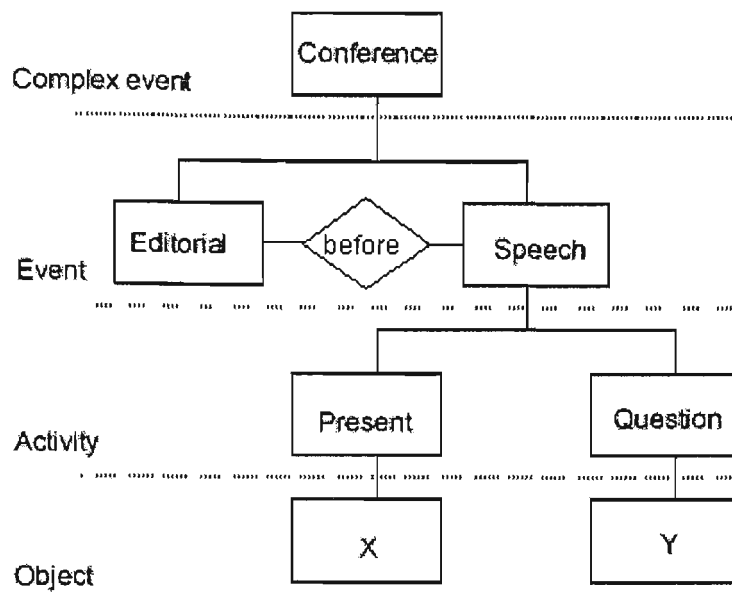 Conference
Complex event
Editorial
before
Speech
Event
Present
Question
Activity
X
Y
Object